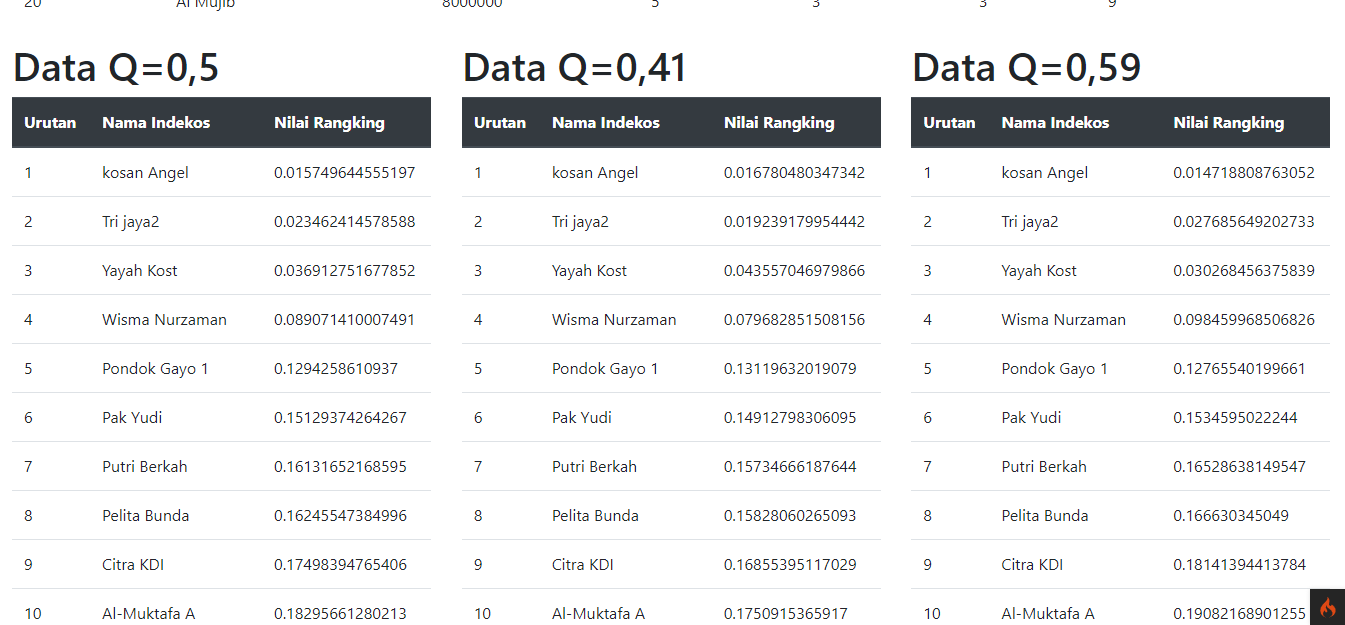 20 Al Mujib 8000000 5 3 3 9
Data Q=0,5 Data Q=0,41 Data Q=0,59
Urutan Nama Indekos Nilai Rangking Urutan Nama Indekos Nilai Rangking Urutan Nama Indekos Nilai Rangking
1 kosan Angel 0.015749644555197 1 kosan Angel 0.016780480347342 1 kosan Angel 0.014718808763052
2 Tri jaya2 0.023462414578588 2 Tri jaya2 0.019239179954442 2 Tri jaya2 0.027685649202733
3 Yayah Kost 0.036912751677852 3 Yayah Kost 0.043557046979866 3 Yayah Kost 0.030268456375839
4 Wisma Nurzaman 0.089071410007491 4 Wisma Nurzaman 0.079682851508156 4 Wisma Nurzaman 0.098459968506826
5 Pondok Gayo 1 0.1294258610937 5 Pondok Gayo 1 0.13119632019079 5 Pondok Gayo 1 0.12765540199661
6 Pak Yudi 0.15129374264267 6 Pak Yudi 0.14912798306095 6 Pak Yudi 0.1534595022244
7 Putri Berkah 0.16131652168595 7 Putri Berkah 0.15734666187644 7 Putri Berkah 0.16528638149547
8 Pelita Bunda 0.16245547384996 8 Pelita Bunda 0.15828060265093 8 Pelita Bunda 0.166630345049
9 Citra KDI 0.17498394765406 9 Citra KDI 0.16855395117029 9 Citra KDI 0.18141394413784
10 Al-Muktafa A 0.18295661280213 10 Al-Muktafa A 0.1750915365917 10 Al-Muktafa A 0.19082168901255